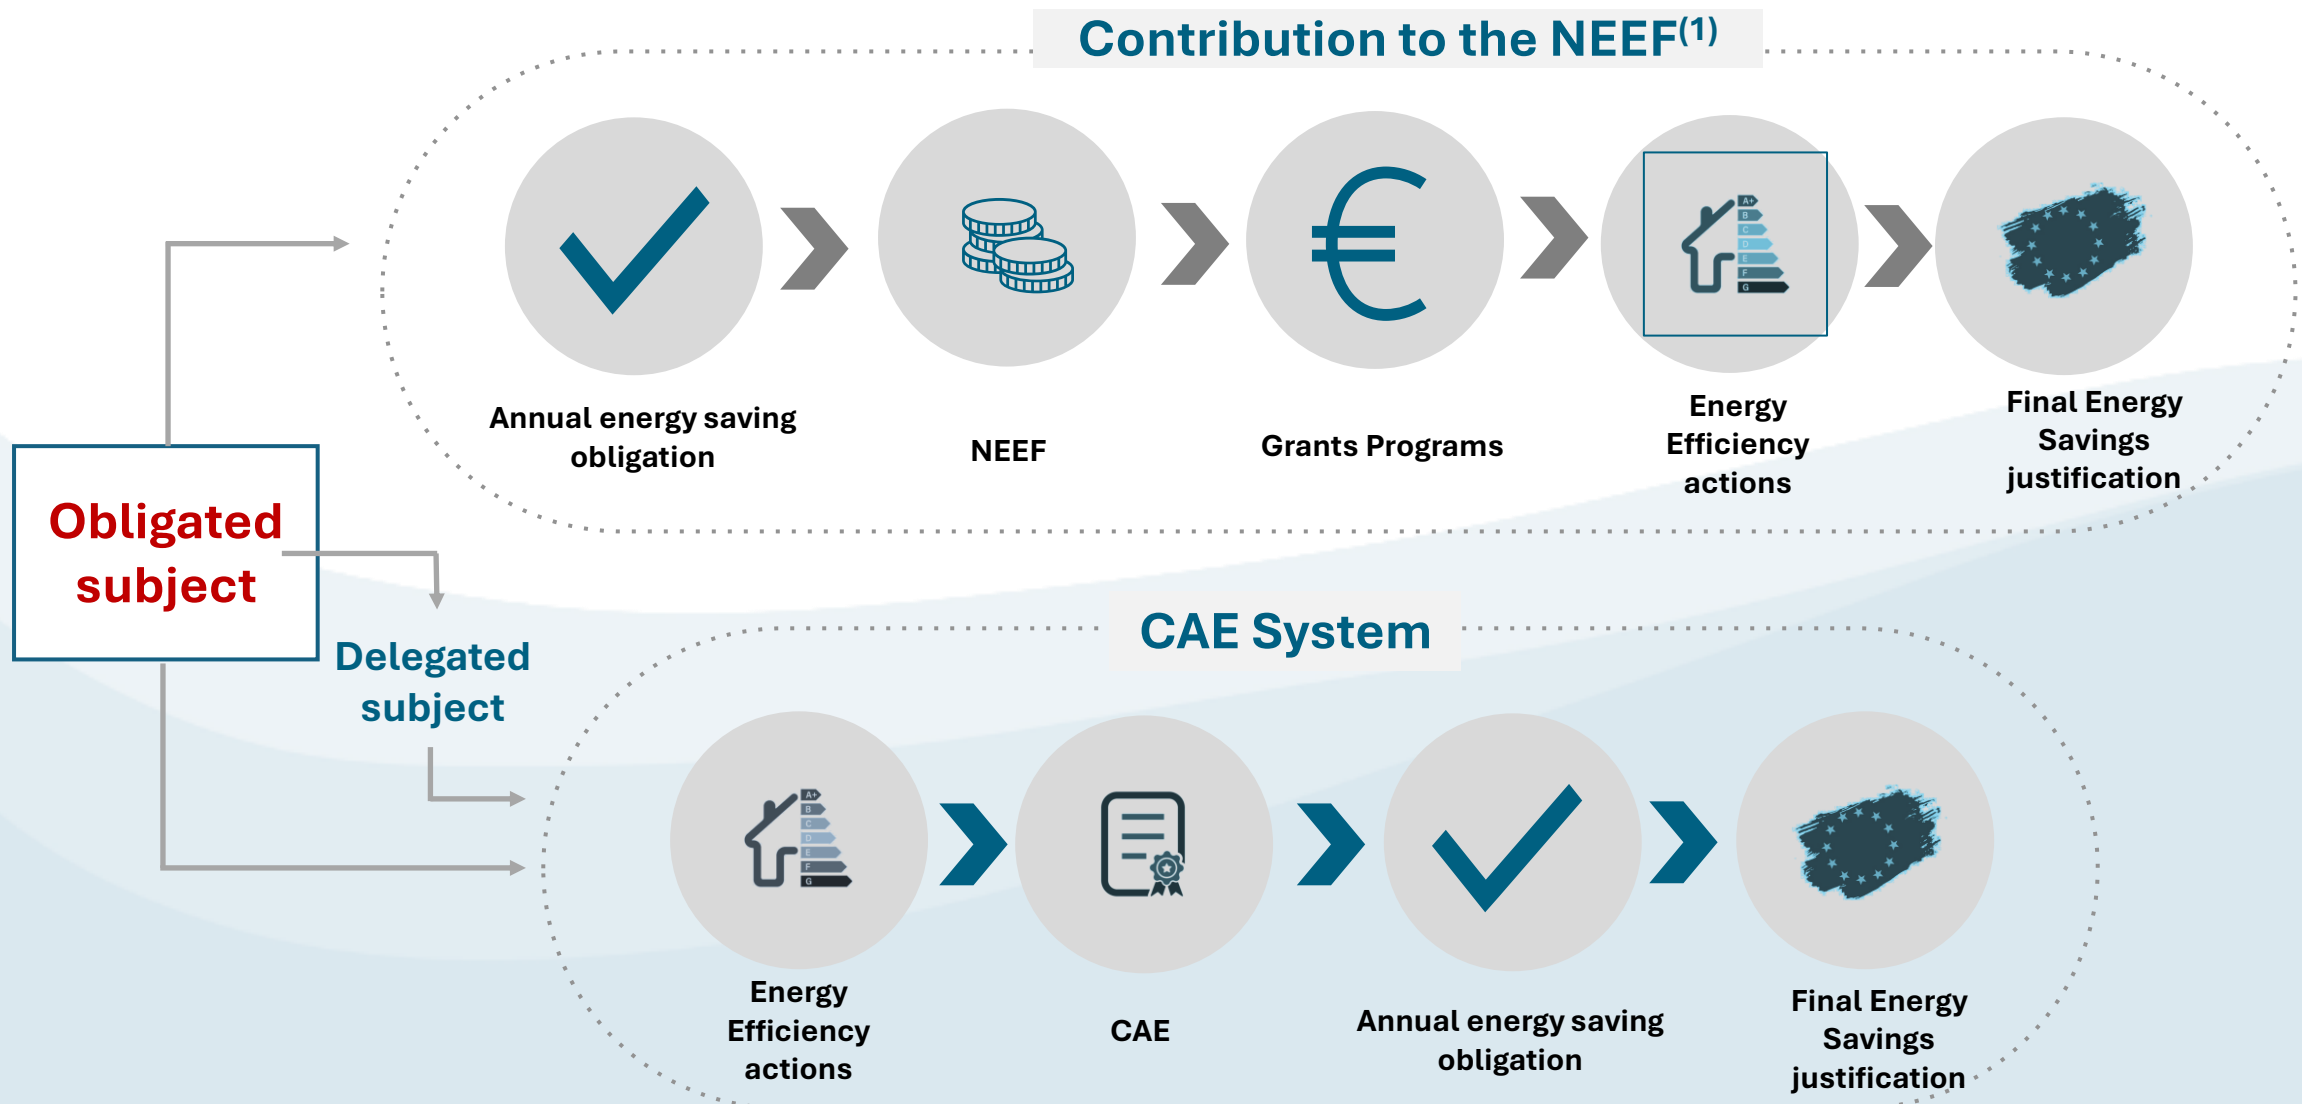 Contribution to the NEEF(1)
A+
B
C
D
E
F
G
Annual energy saving
obligation
NEEF
Grants Programs
Energy
Efficiency
actions
Final Energy
Savings
justification
Obligated
subject
Delegated
subject
CAE System
A+
B
C
D
E
F
G
Energy
Efficiency
actions
CAE
Annual energy saving
obligation
Final Energy
Savings
justification